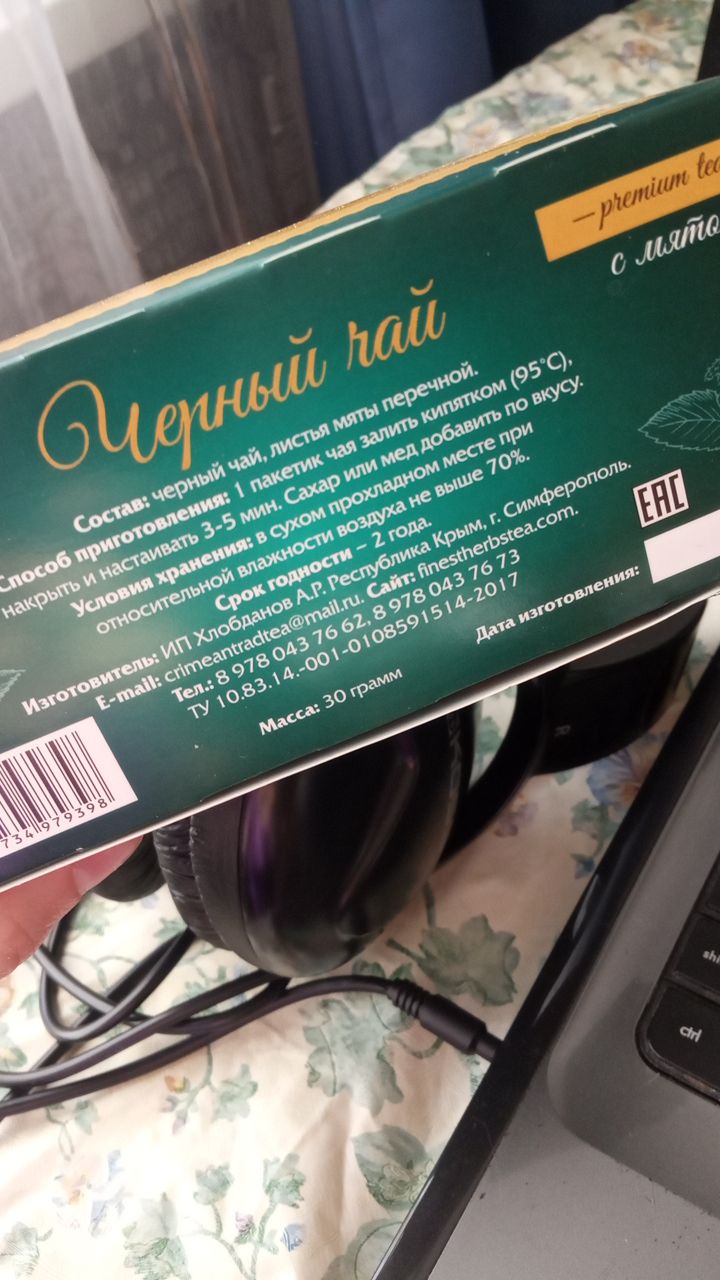 — premium tea
с мято
Черный чай
Состав: черный чай, листья мяты перечной.
Способ приготовления: 1 пакетик чая залить кипятком (95°С),
накрыть и настаивать 3-5 мин. Сахар или мед добавить по вкусу.
Условия хранения: в сухом прохладном месте при
относительной влажности воздуха не выше 70%.
Срок годности – 2 года.
Изготовитель: ИП Хлобданов А.Р. Республика Крым, г. Симферополь.
E-mail: crimeantradtea@mail.ru. Сайт: finestherbstea.com.
Тел.: 8 978 043 76 62, 8 978 043 76 73
ТУ 10.83.14.-001-0108591514-2017
Масса: 30 грамм
EAC
Дата изготовления:
734979398
shi
ctrl